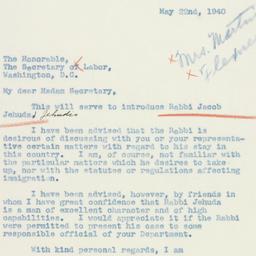 May 22nd, 1940
Mrs. Martin
The Honorable,
The Secretary of Labor,
Washington, D.C.
My dear Madam Secretary,
This will serve to introduce Rabbi Jacob
Jehuda. Jehuda
I have been advised that the Rabbi is
desirous of discussing with you or your representa-
tive certain matters with regard to his stay in
this country. I am, of course, not familiar with
the particular matters which he desires to take
up, nor with the statutes or regulations affecting
immigration.
I have been advised, however, by friends in
whom I have great confidence that Rabbi Jehuda
is a man of excellent character and of high
capabilities. I would appreciate it if the Rabbi
were permitted to present his case to some
responsible official of your Department.
With kind personal regards, I am